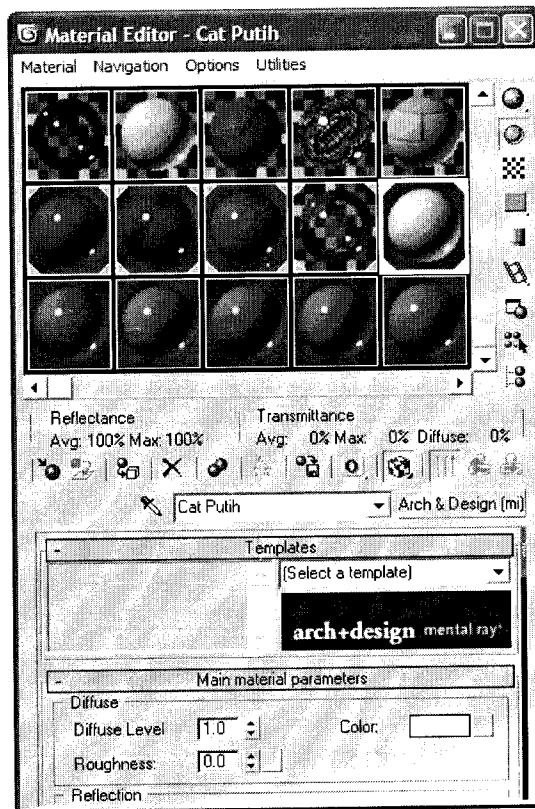 Material Editor - Cat Putih
Material Navigation Options Utilities
Reflectance Transmittance
Avg: 100% Max: 100% Avg: 0% Max: 0% Diffuse: 0%
Cat Putih Arch & Design (mi)
- Templates
(Select a template)
arch+design mental ray
- Main material parameters
Diffuse
Diffuse Level 1.0 Color:
Roughness: 0.0
Reflection